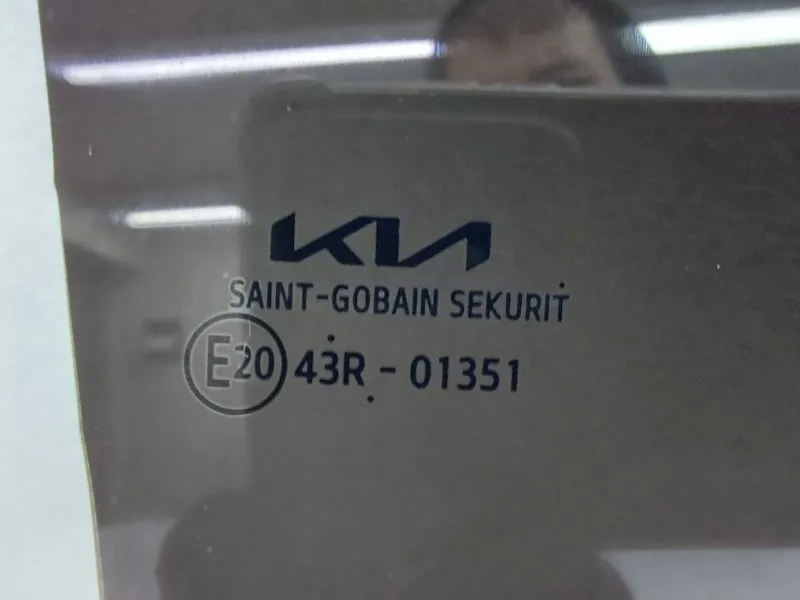 KIA
SAINT-GOBAIN SEKURIT
E20 43R - 01351